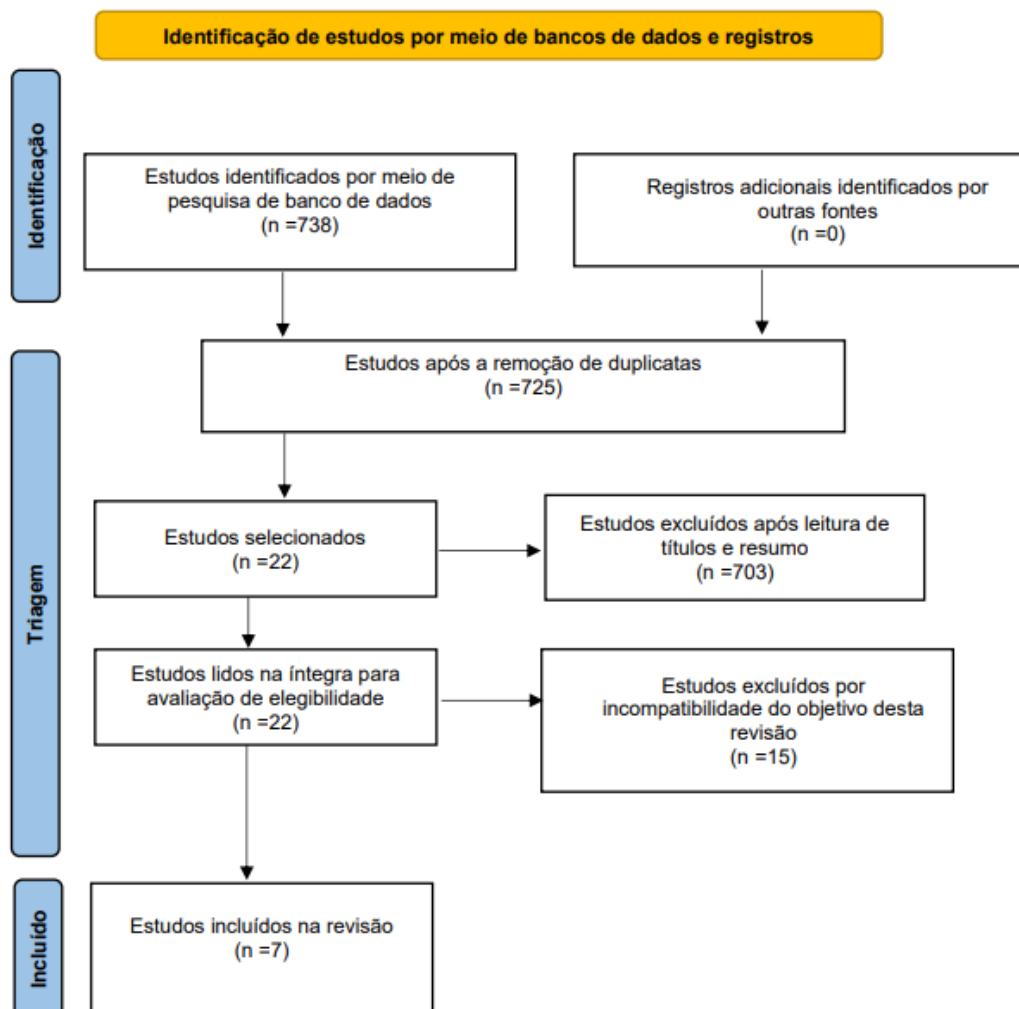 Identificação de estudos por meio de bancos de dados e registros
Identificação
Estudos identificados por meio de
pesquisa de banco de dados
(n =738)
Registros adicionais identificados por
outras fontes
(n =0)
Triagem
Estudos após a remoção de duplicatas
(n =725)
Estudos selecionados
(n =22)
Estudos excluídos após leitura de
títulos e resumo
(n =703)
Estudos lidos na íntegra para
avaliação de elegibilidade
(n =22)
Estudos excluídos por
incompatibilidade do objetivo desta
revisão
(n =15)
Incluído
Estudos incluídos na revisão
(n =7)